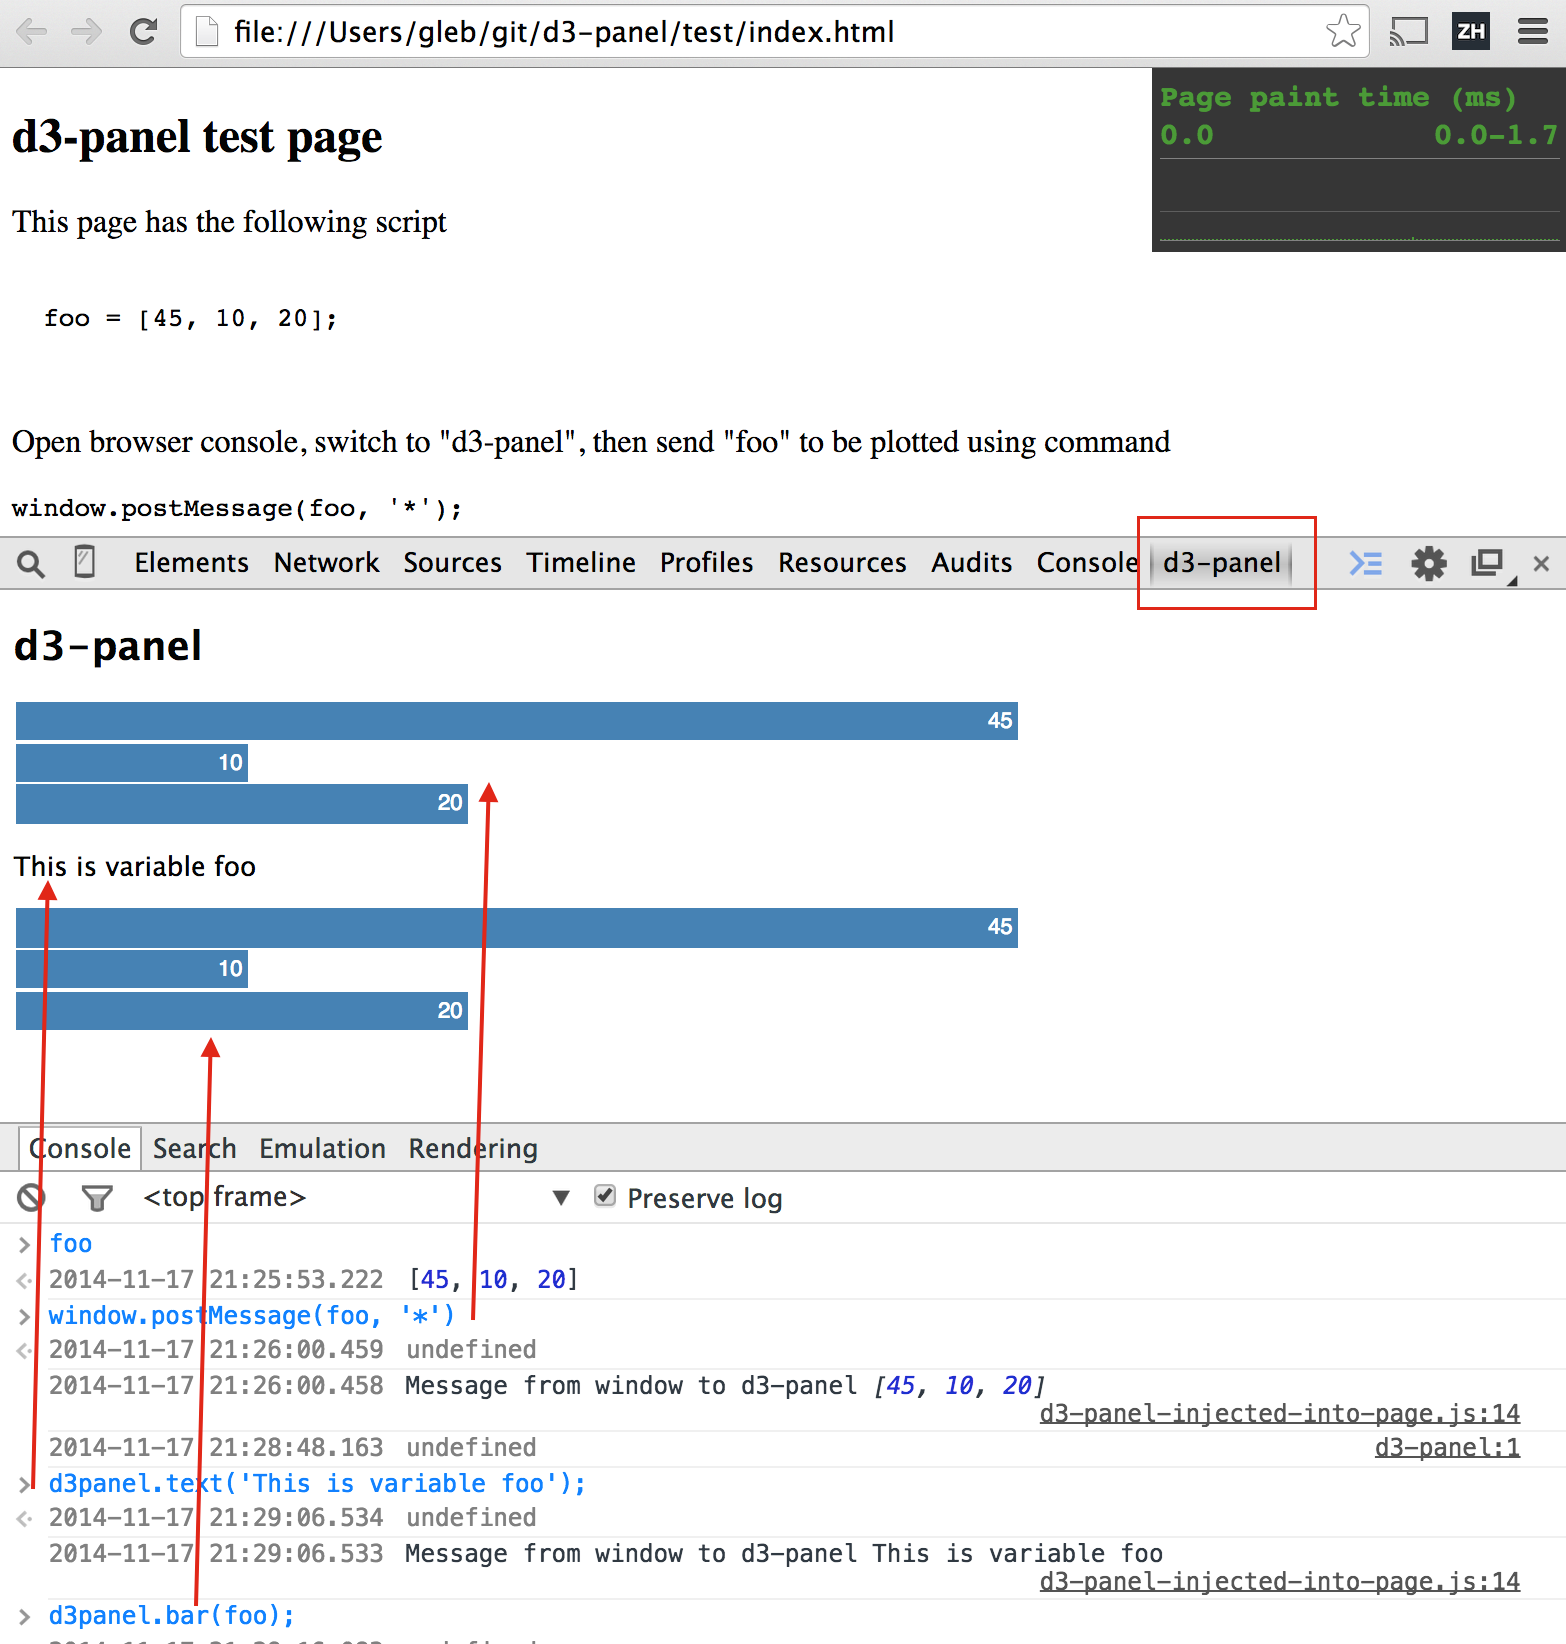 file:///Users/gleb/git/d3-panel/test/index.html
ZH
Page paint time (ms)
0.0 0.0-1.7
d3-panel test page
This page has the following script
foo = [45, 10, 20];
Open browser console, switch to "d3-panel", then send "foo" to be plotted using command
window.postMessage(foo, '*');
Elements Network Sources Timeline Profiles Resources Audits Console d3-panel
d3-panel
45
10
20
This is variable foo
45
10
20
Console Search Emulation Rendering
<top frame> ▼ Preserve log
> foo
2014-11-17 21:25:53.222 [45, 10, 20]
> window.postMessage(foo, '*')
2014-11-17 21:26:00.459 undefined
2014-11-17 21:26:00.458 Message from window to d3-panel [45, 10, 20]
d3-panel-injected-into-page.js:14
2014-11-17 21:28:48.163 undefined d3-panel:1
> d3panel.text('This is variable foo');
2014-11-17 21:29:06.534 undefined
2014-11-17 21:29:06.533 Message from window to d3-panel This is variable foo
d3-panel-injected-into-page.js:14
> d3panel.bar(foo);